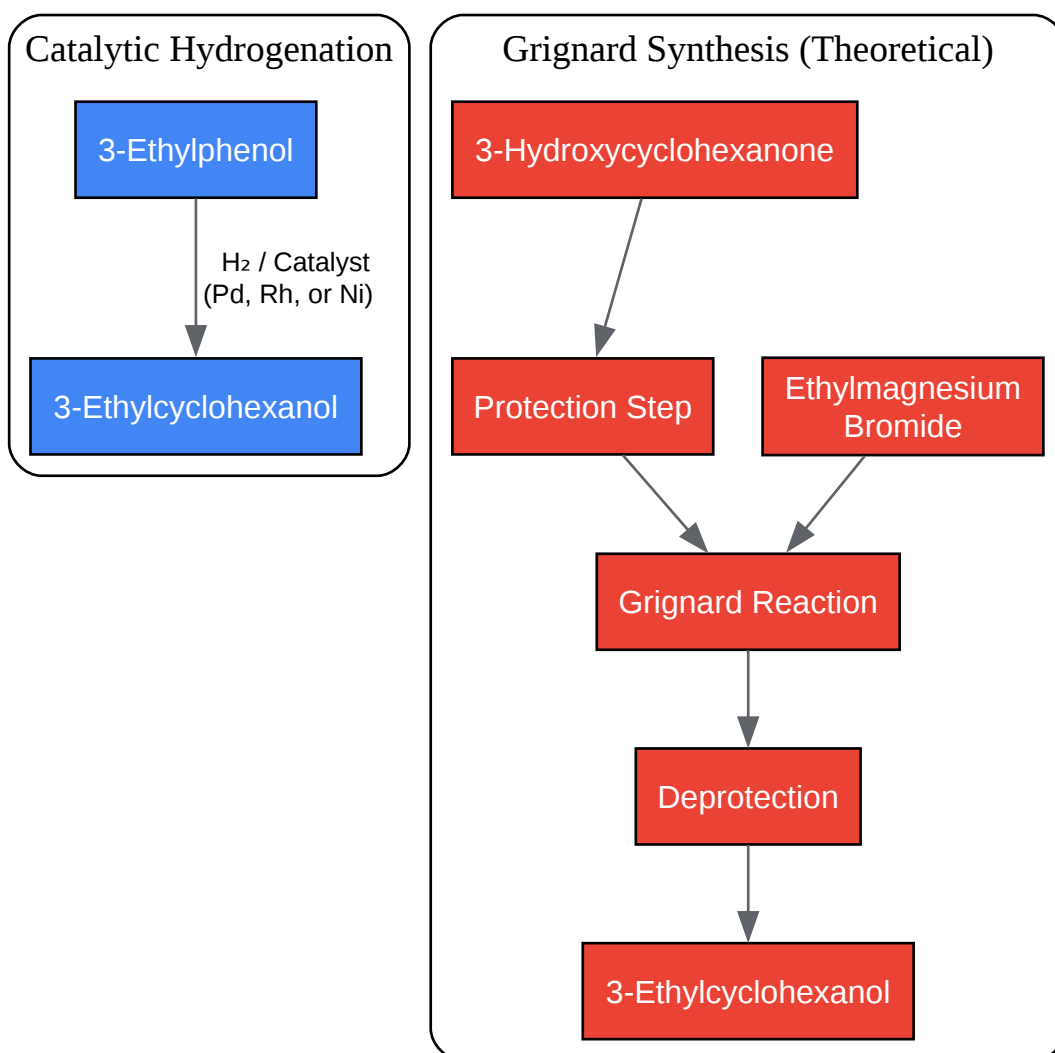 Catalytic Hydrogenation
3-Ethylphenol
H₂ / Catalyst
(Pd, Rh, or Ni)
3-Ethylcyclohexanol
Grignard Synthesis (Theoretical)
3-Hydroxycyclohexanone
Protection Step
Ethylmagnesium
Bromide
Grignard Reaction
Deprotection
3-Ethylcyclohexanol